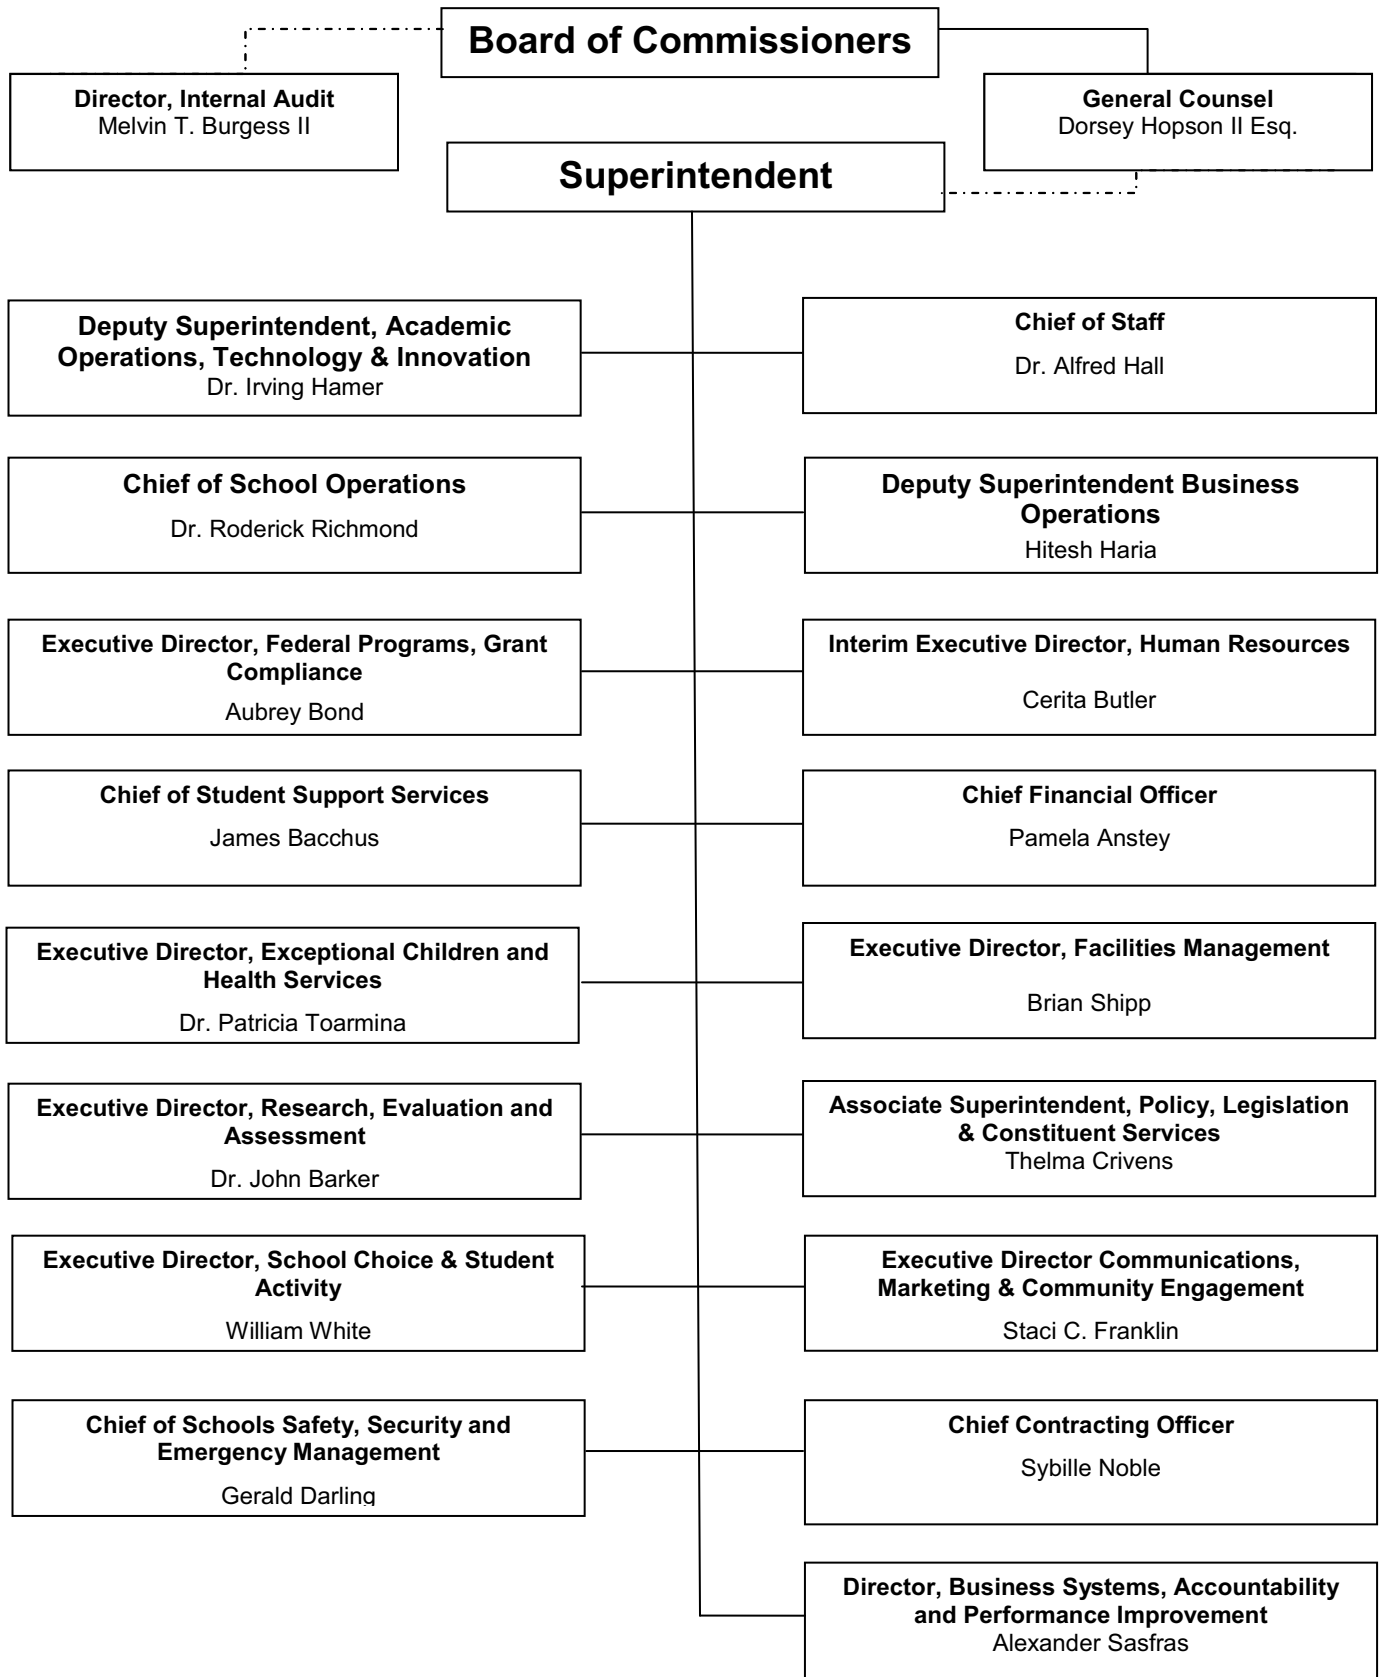 Board of Commissioners
Director, Internal Audit
Melvin T. Burgess II
General Counsel
Dorsey Hopson II Esq.
Superintendent
Deputy Superintendent, Academic
Operations, Technology & Innovation
Dr. Irving Hamer
Chief of Staff
Dr. Alfred Hall
Chief of School Operations
Dr. Roderick Richmond
Deputy Superintendent Business
Operations
Hitesh Haria
Executive Director, Federal Programs, Grant
Compliance
Aubrey Bond
Interim Executive Director, Human Resources
Cerita Butler
Chief of Student Support Services
James Bacchus
Chief Financial Officer
Pamela Anstey
Executive Director, Exceptional Children and
Health Services
Dr. Patricia Toarmina
Executive Director, Facilities Management
Brian Shipp
Executive Director, Research, Evaluation and
Assessment
Dr. John Barker
Associate Superintendent, Policy, Legislation
& Constituent Services
Thelma Crivens
Executive Director, School Choice & Student
Activity
William White
Executive Director Communications,
Marketing & Community Engagement
Staci C. Franklin
Chief of Schools Safety, Security and
Emergency Management
Gerald Darling
Chief Contracting Officer
Sybille Noble
Director, Business Systems, Accountability
and Performance Improvement
Alexander Sasfras